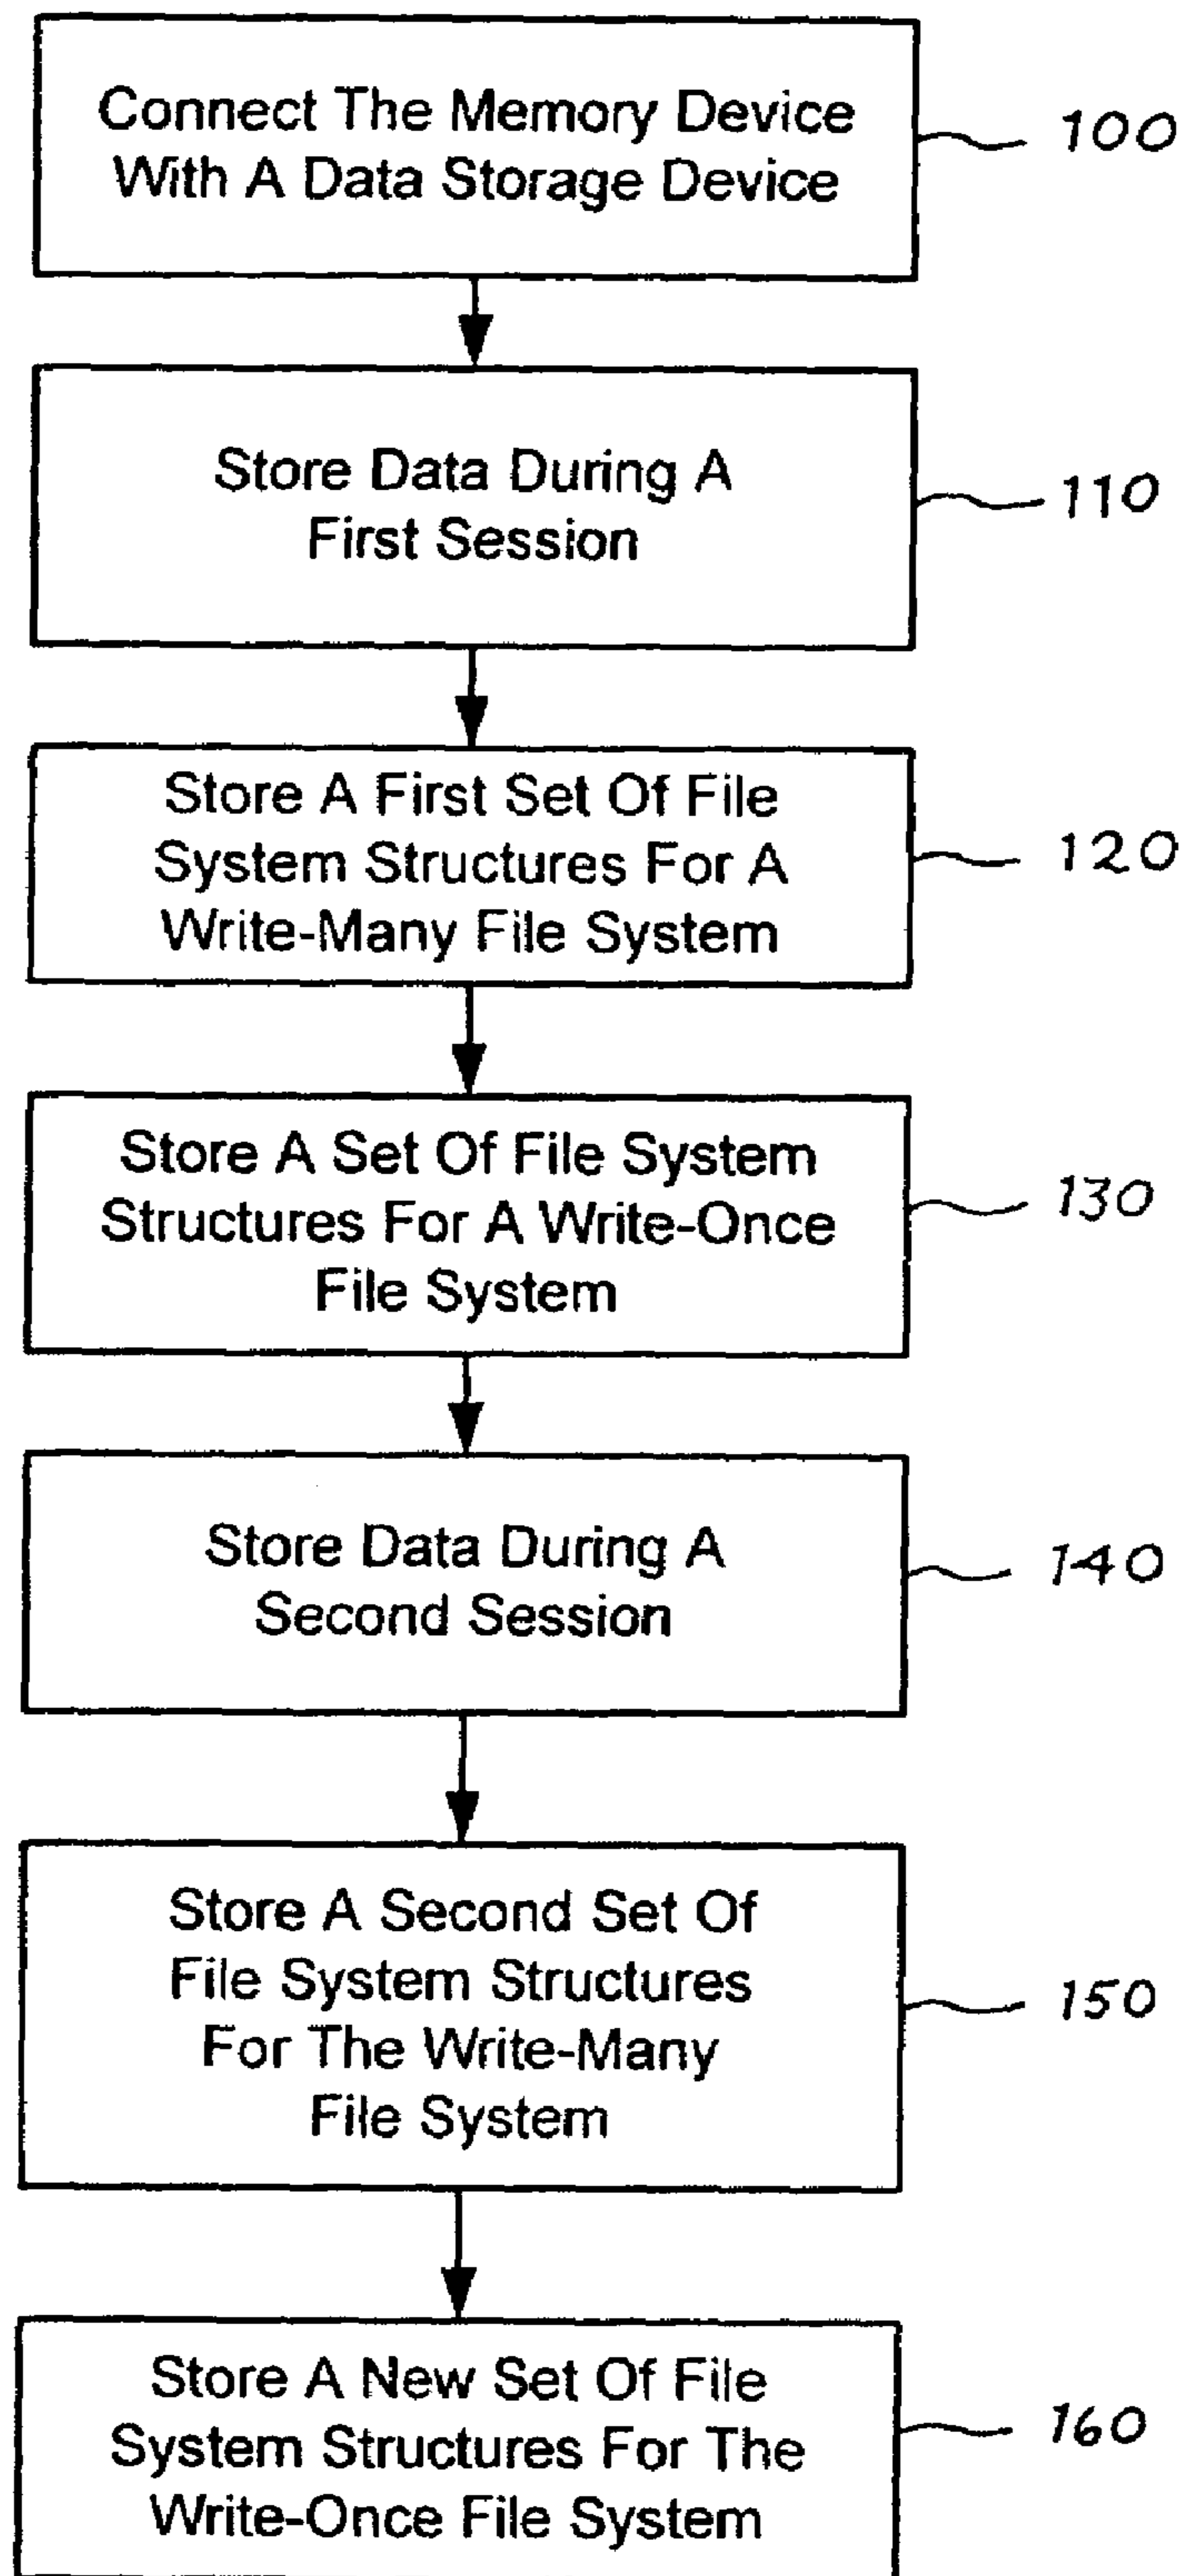 Connect The Memory Device
With A Data Storage Device
100
Store Data During A
First Session
110
Store A First Set Of File
System Structures For A
Write-Many File System
120
Store A Set Of File System
Structures For A Write-Once
File System
130
Store Data During A
Second Session
140
Store A Second Set Of
File System Structures
For The Write-Many
File System
150
Store A New Set Of File
System Structures For The
Write-Once File System
160